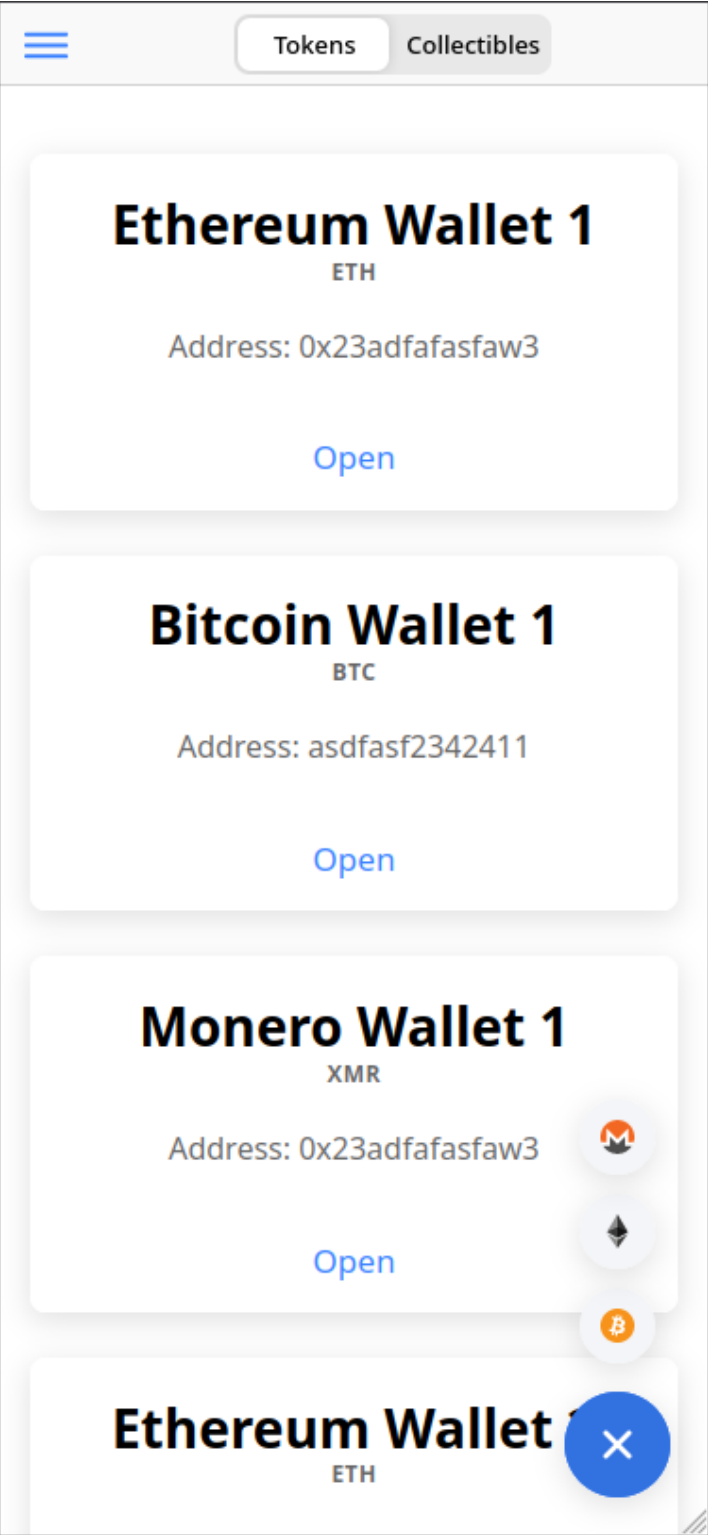 Tokens Collectibles
Ethereum Wallet 1
ETH
Address: 0x23adfafasfaw3
Open
Bitcoin Wallet 1
BTC
Address: asdfasf2342411
Open
Monero Wallet 1
XMR
Address: 0x23adfafasfaw3
Open
Ethereum Wallet
ETH